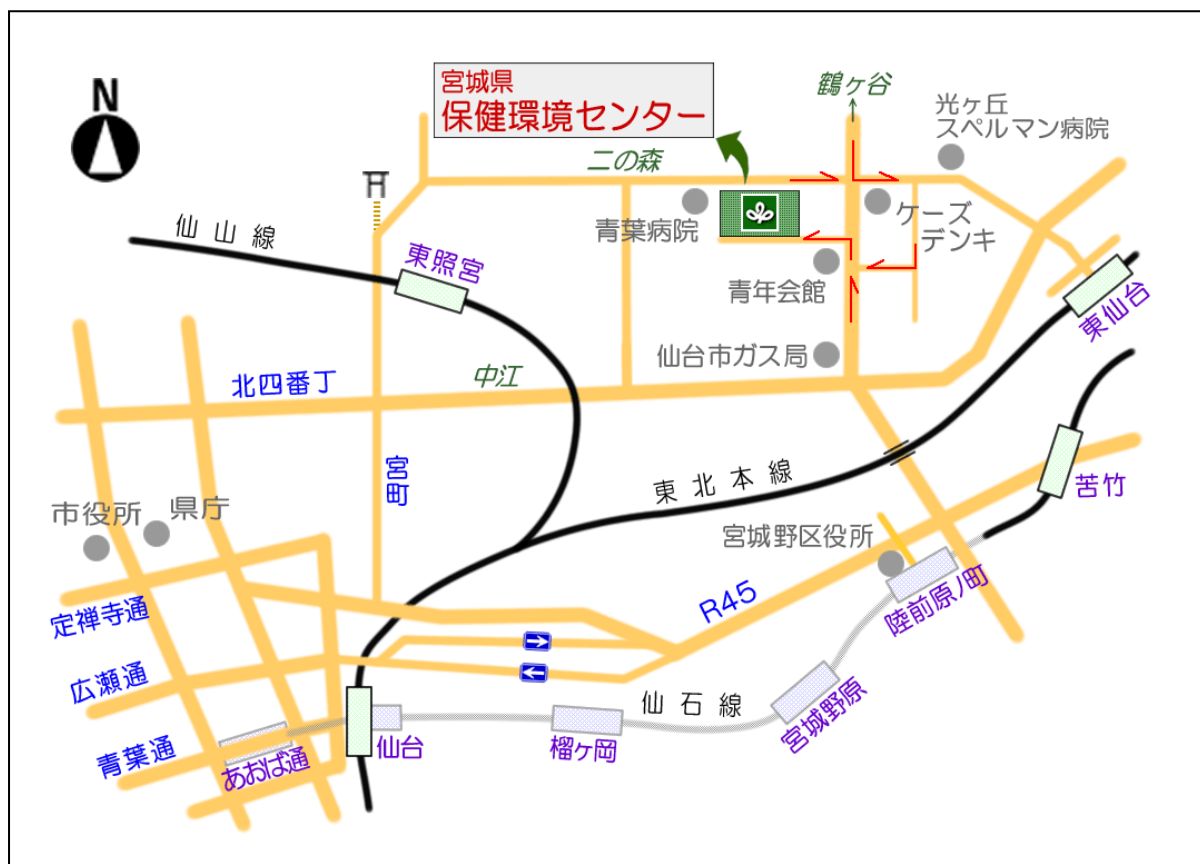 N
宮城県
保健環境センター
鶴ヶ谷
光ヶ丘
スペルマン病院
二の森
仙山線
東照宮
青葉病院
ケーズ
デンキ
青年会館
東仙台
仙台市ガス局
北四番丁
中江
宮町
東北本線
苦竹
市役所
県庁
宮城野区役所
定禅寺通
R45
陸前原ノ町
広瀬通
仙石線
宮城野原
青葉通
あおば通
仙台
榴ヶ岡